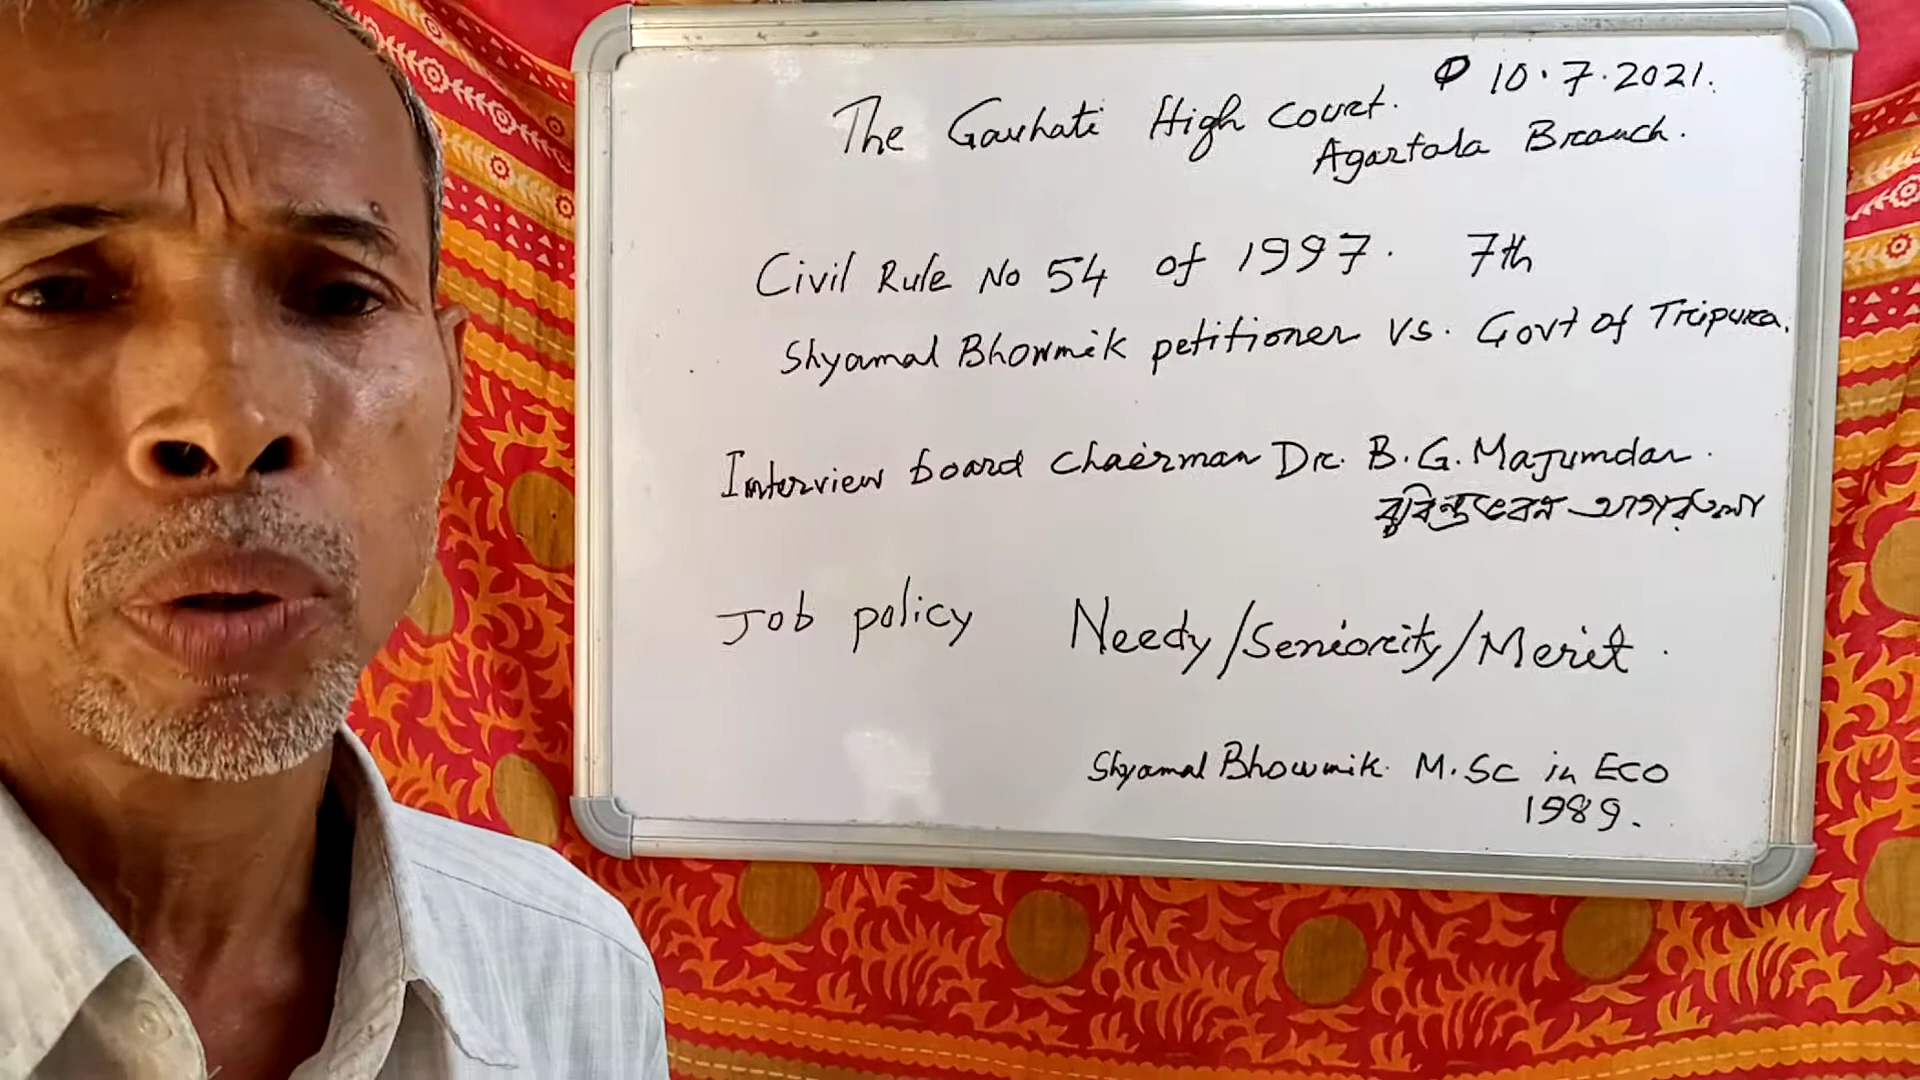 10.7.2021.
The Gauhati High Court.
Agartala Branch.
Civil Rule No 54 of 1997. 7th
Shyamal Bhowmik petitioner vs. Govt of Tripura.
Interview board Chairman Dr. B.G. Majumdar.
Job policy Needy/Seniority/Merit.
Shyamal Bhowmik. M.Sc in ECO
1989.